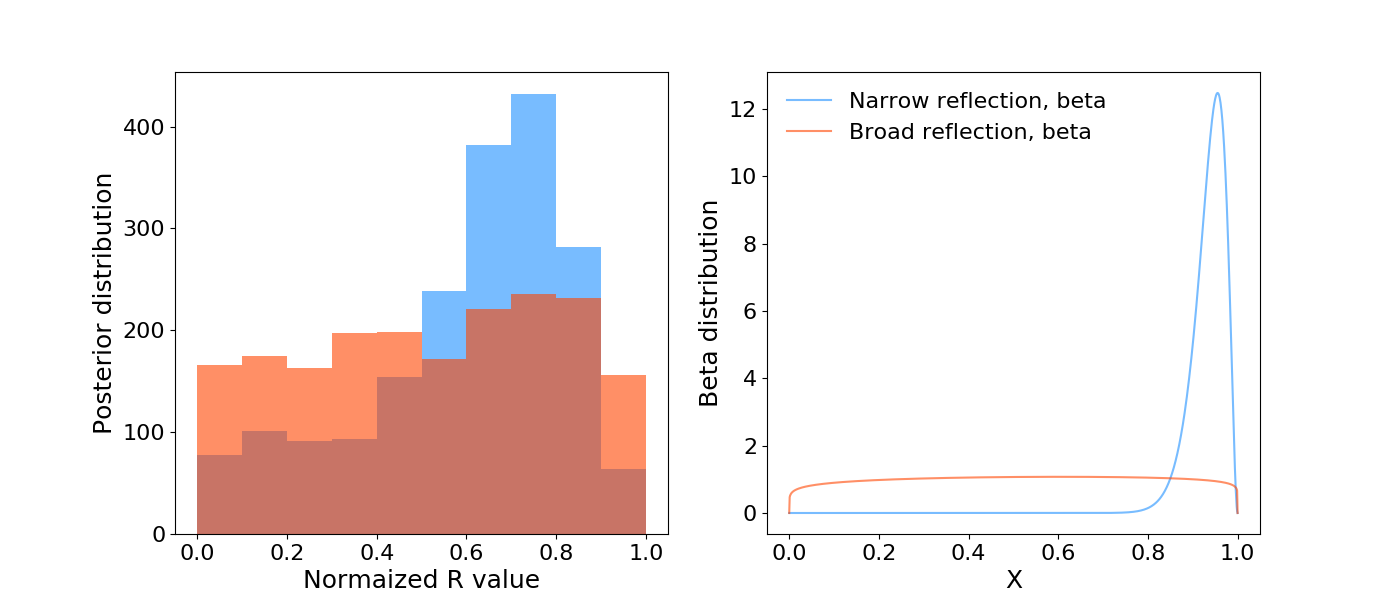 Posterior distribution
400
300
200
100
0
0.0 0.2 0.4 0.6 0.8 1.0
Normaized R value
Beta distribution
12
10
8
6
4
2
0
Narrow reflection, beta
Broad reflection, beta
0.0 0.2 0.4 0.6 0.8 1.0
X